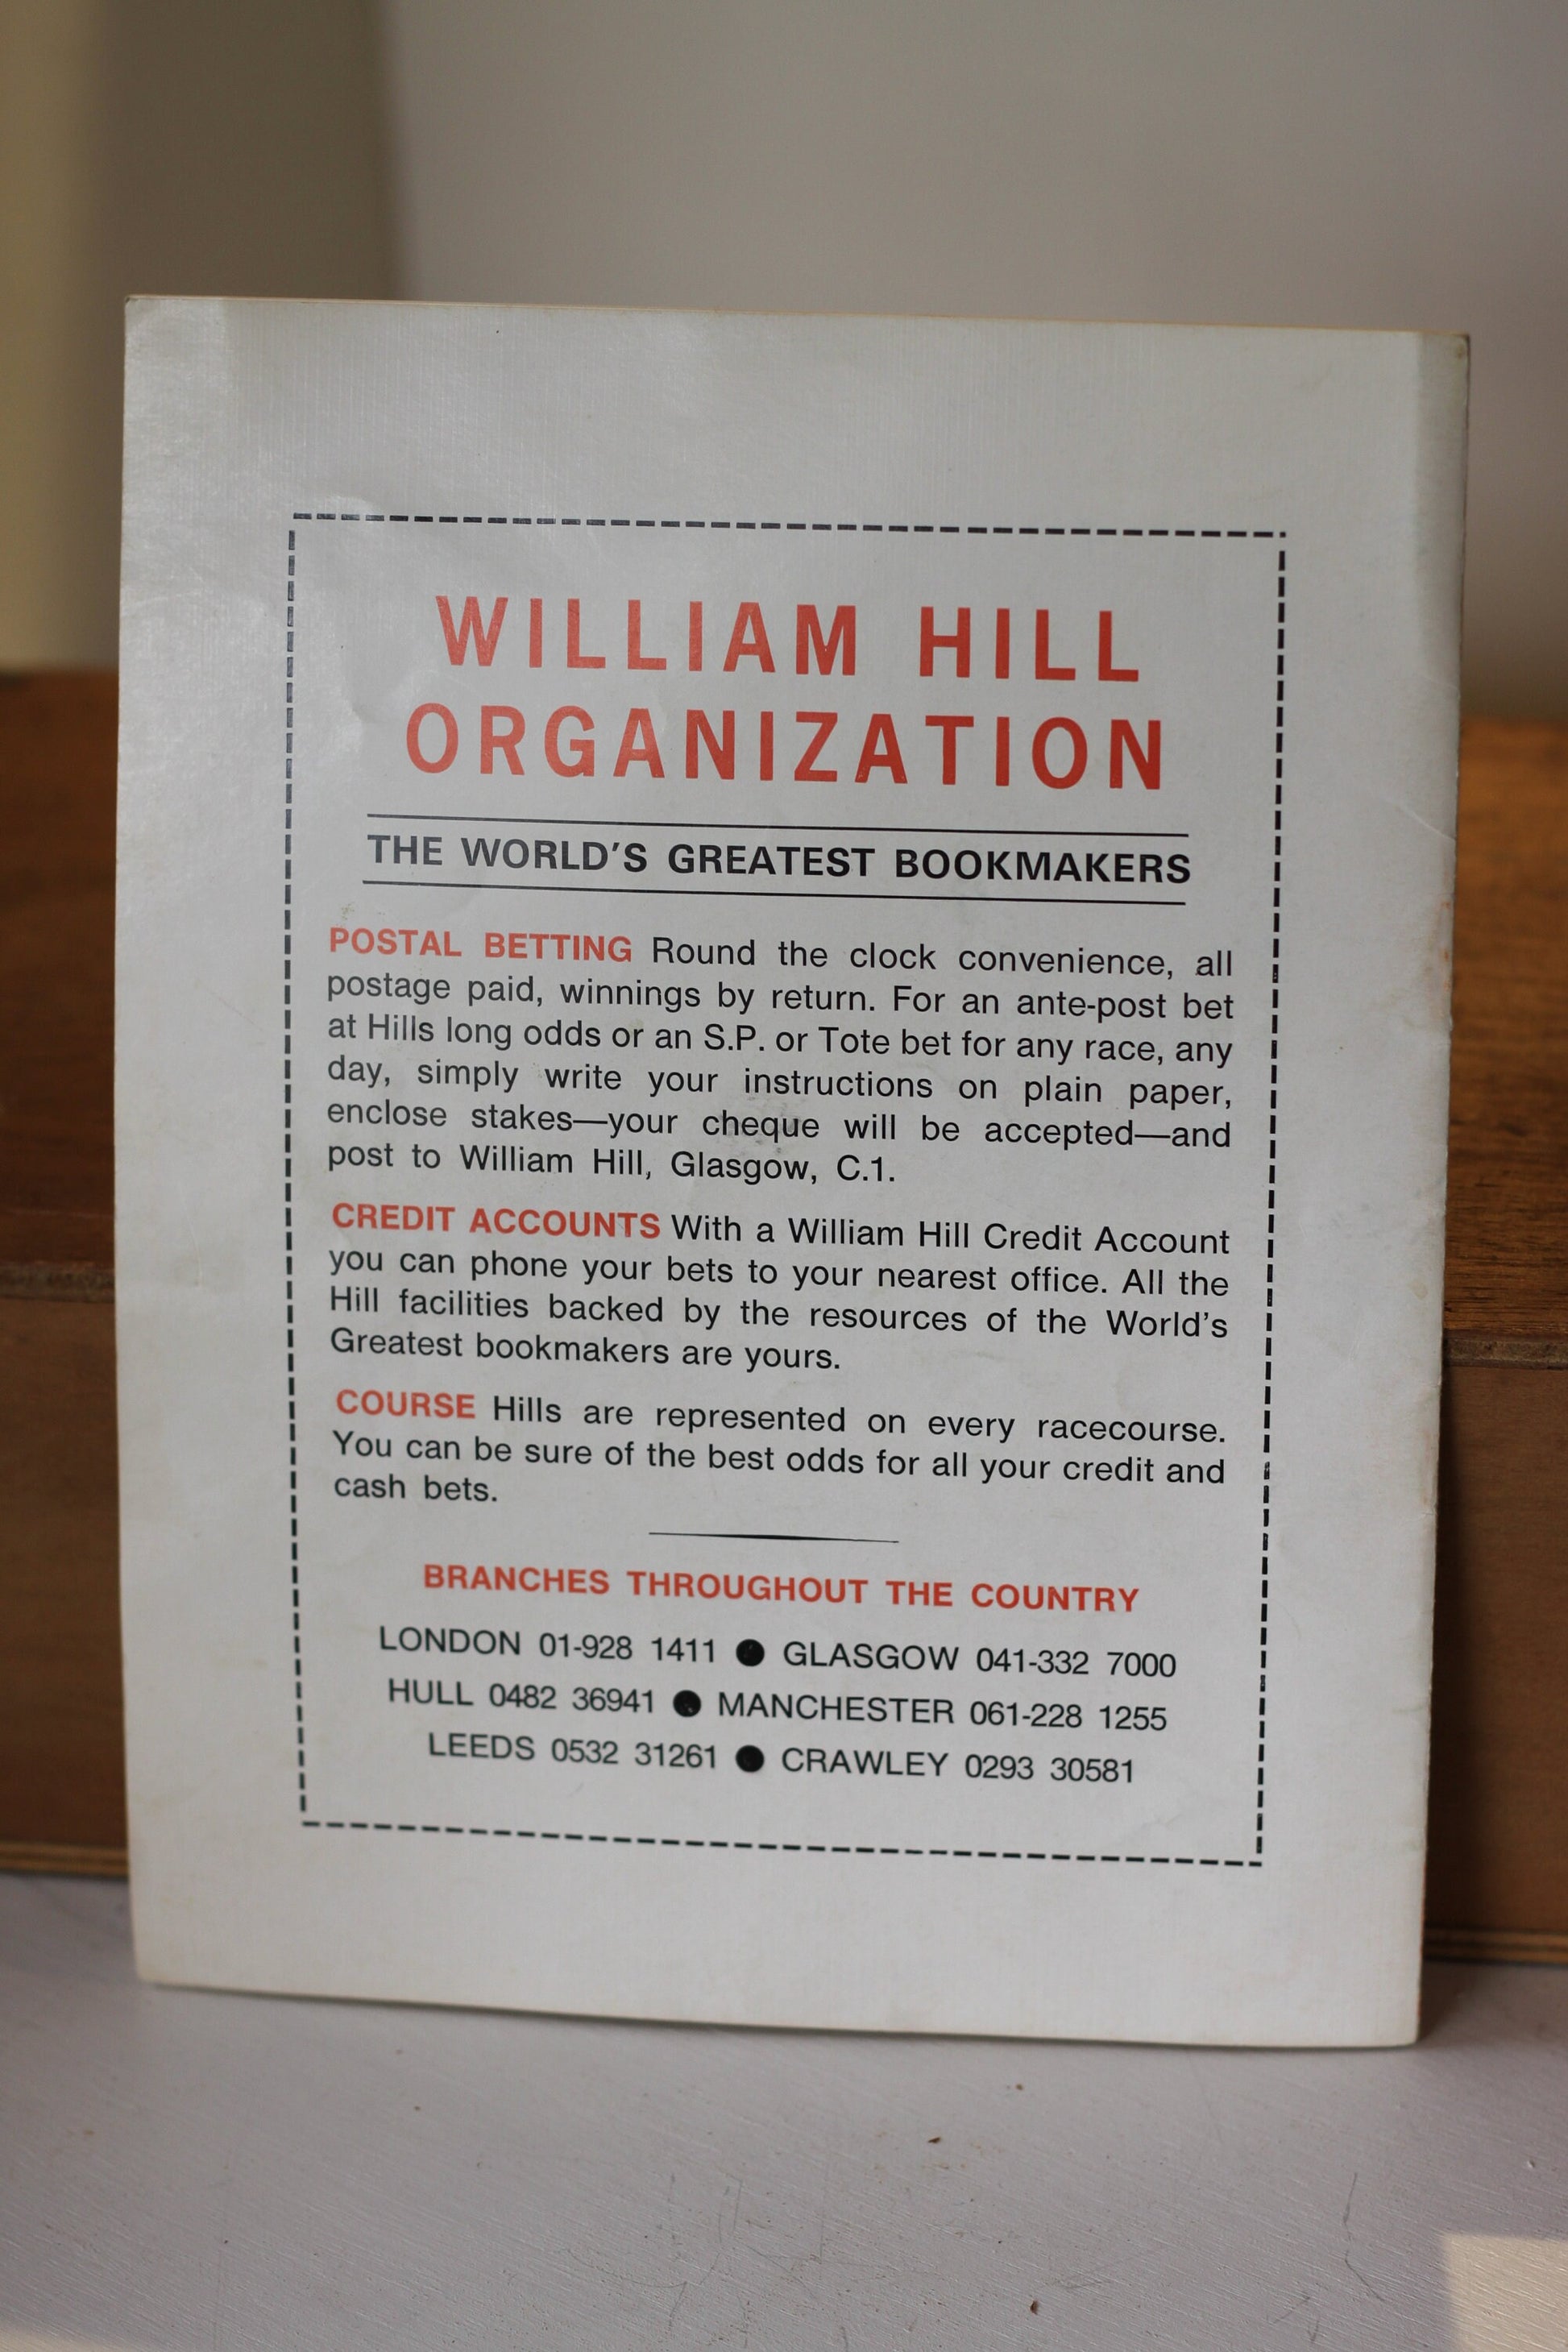 WILLIAM HILL
ORGANIZATION
THE WORLD'S GREATEST BOOKMAKERS
POSTAL BETTING Round the clock convenience, all
postage paid, winnings by return. For an ante-post bet
at Hills long odds or an S.P. or Tote bet for any race, any
day, simply write your instructions on plain paper,
enclose stakes—your cheque will be accepted—and
post to William Hill, Glasgow, C.1.
CREDIT ACCOUNTS With a William Hill Credit Account
you can phone your bets to your nearest office. All the
Hill facilities backed by the resources of the World's
Greatest bookmakers are yours.
COURSE Hills are represented on every racecourse.
You can be sure of the best odds for all your credit and
cash bets.
BRANCHES THROUGHOUT THE COUNTRY
LONDON 01-928 1411 ● GLASGOW 041-332 7000
HULL 0482 36941 ● MANCHESTER 061-228 1255
LEEDS 0532 31261 ● CRAWLEY 0293 30581